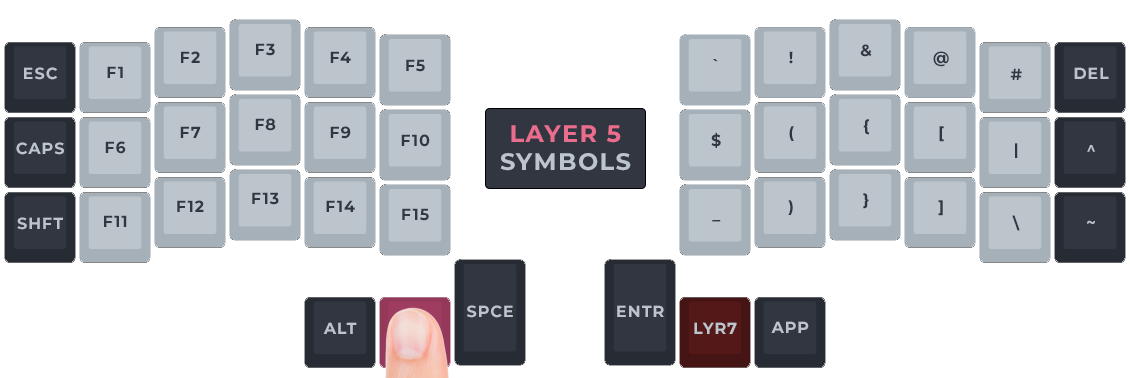 ESC F1 F2 F3 F4 F5 ` ! & @ # DEL
CAPS F6 F7 F8 F9 F10 $ ( { [ | ^
SHFT F11 F12 F13 F14 F15 _ ) } ] \ ~
LAYER 5
SYMBOLS
ALT SPCE ENTR LYR7 APP